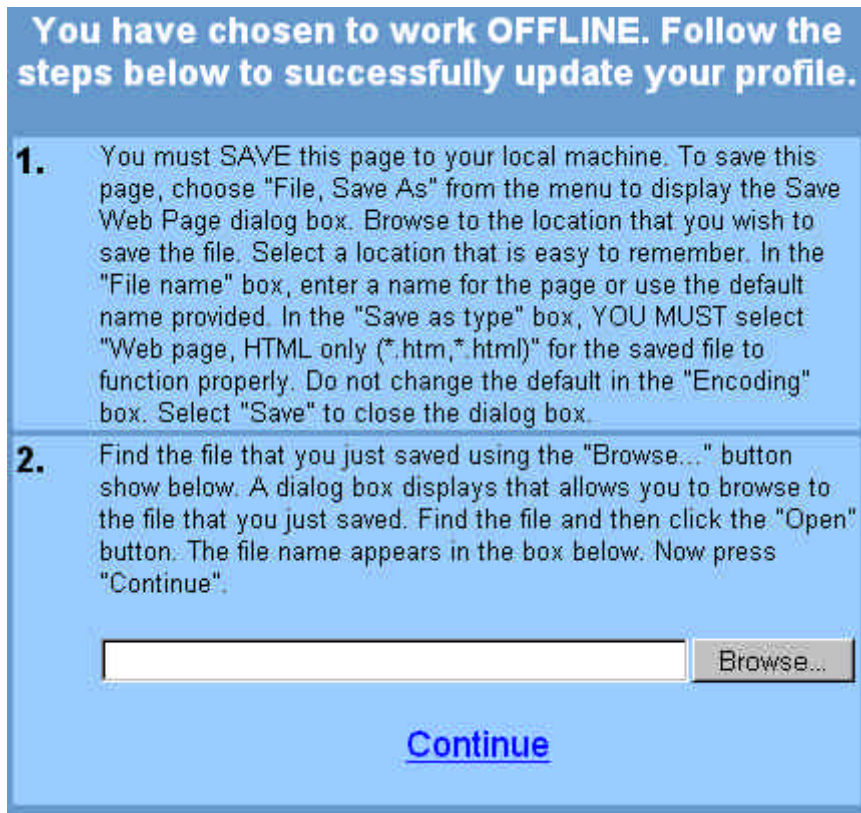 You have chosen to work OFFLINE. Follow the
steps below to successfully update your profile.
1. You must SAVE this page to your local machine. To save this
page, choose "File, Save As" from the menu to display the Save
Web Page dialog box. Browse to the location that you wish to
save the file. Select a location that is easy to remember. In the
"File name" box, enter a name for the page or use the default
name provided. In the "Save as type" box, YOU MUST select
"Web page, HTML only (*.htm,*.html)" for the saved file to
function properly. Do not change the default in the "Encoding"
box. Select "Save" to close the dialog box.
2. Find the file that you just saved using the "Browse..." button
show below. A dialog box displays that allows you to browse to
the file that you just saved. Find the file and then click the "Open"
button. The file name appears in the box below. Now press
"Continue".
Browse...
Continue